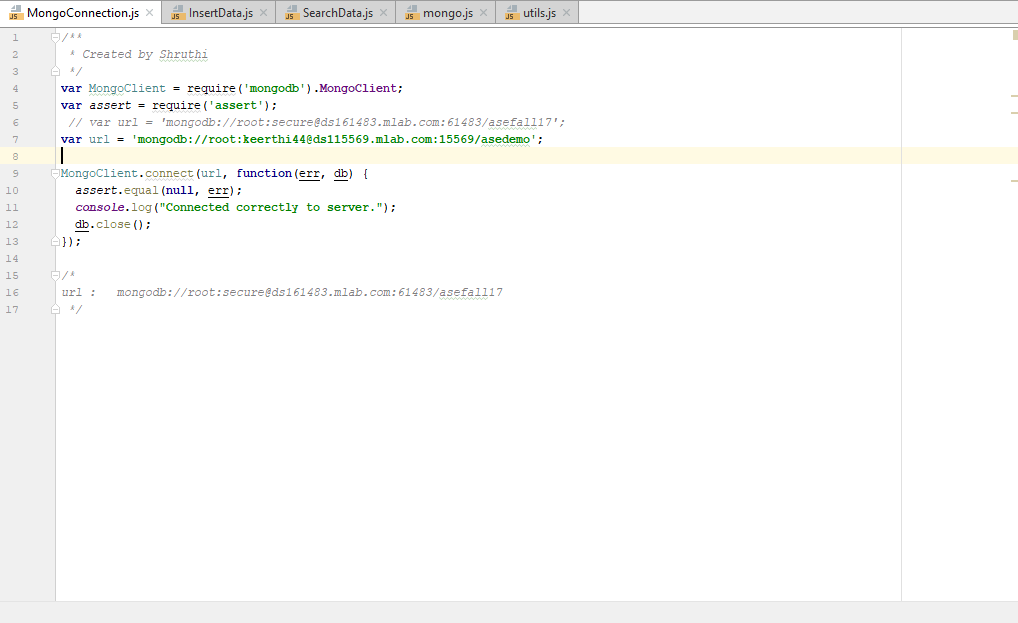 MongoConnection.js InsertData.js SearchData.js mongo.js utils.js
1 /**
2 * Created by Shruthi
3 */
4 var MongoClient = require('mongodb').MongoClient;
5 var assert = require('assert');
6 // var url = 'mongodb://root:secure@ds161483.mlab.com:61483/asefall17';
7 var url = 'mongodb://root:keerthi44@ds115569.mlab.com:15569/asedemo';
8
9 MongoClient.connect(url, function(err, db) {
10 assert.equal(null, err);
11 console.log("Connected correctly to server.");
12 db.close();
13 });
14
15 /*
16 url : mongodb://root:secure@ds161483.mlab.com:61483/asefall17
17 */